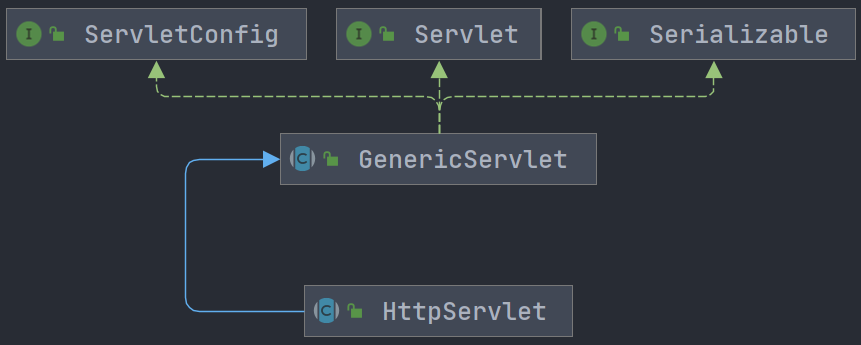 I ServletConfig
I Servlet
I Serializable
C GenericServlet
C HttpServlet